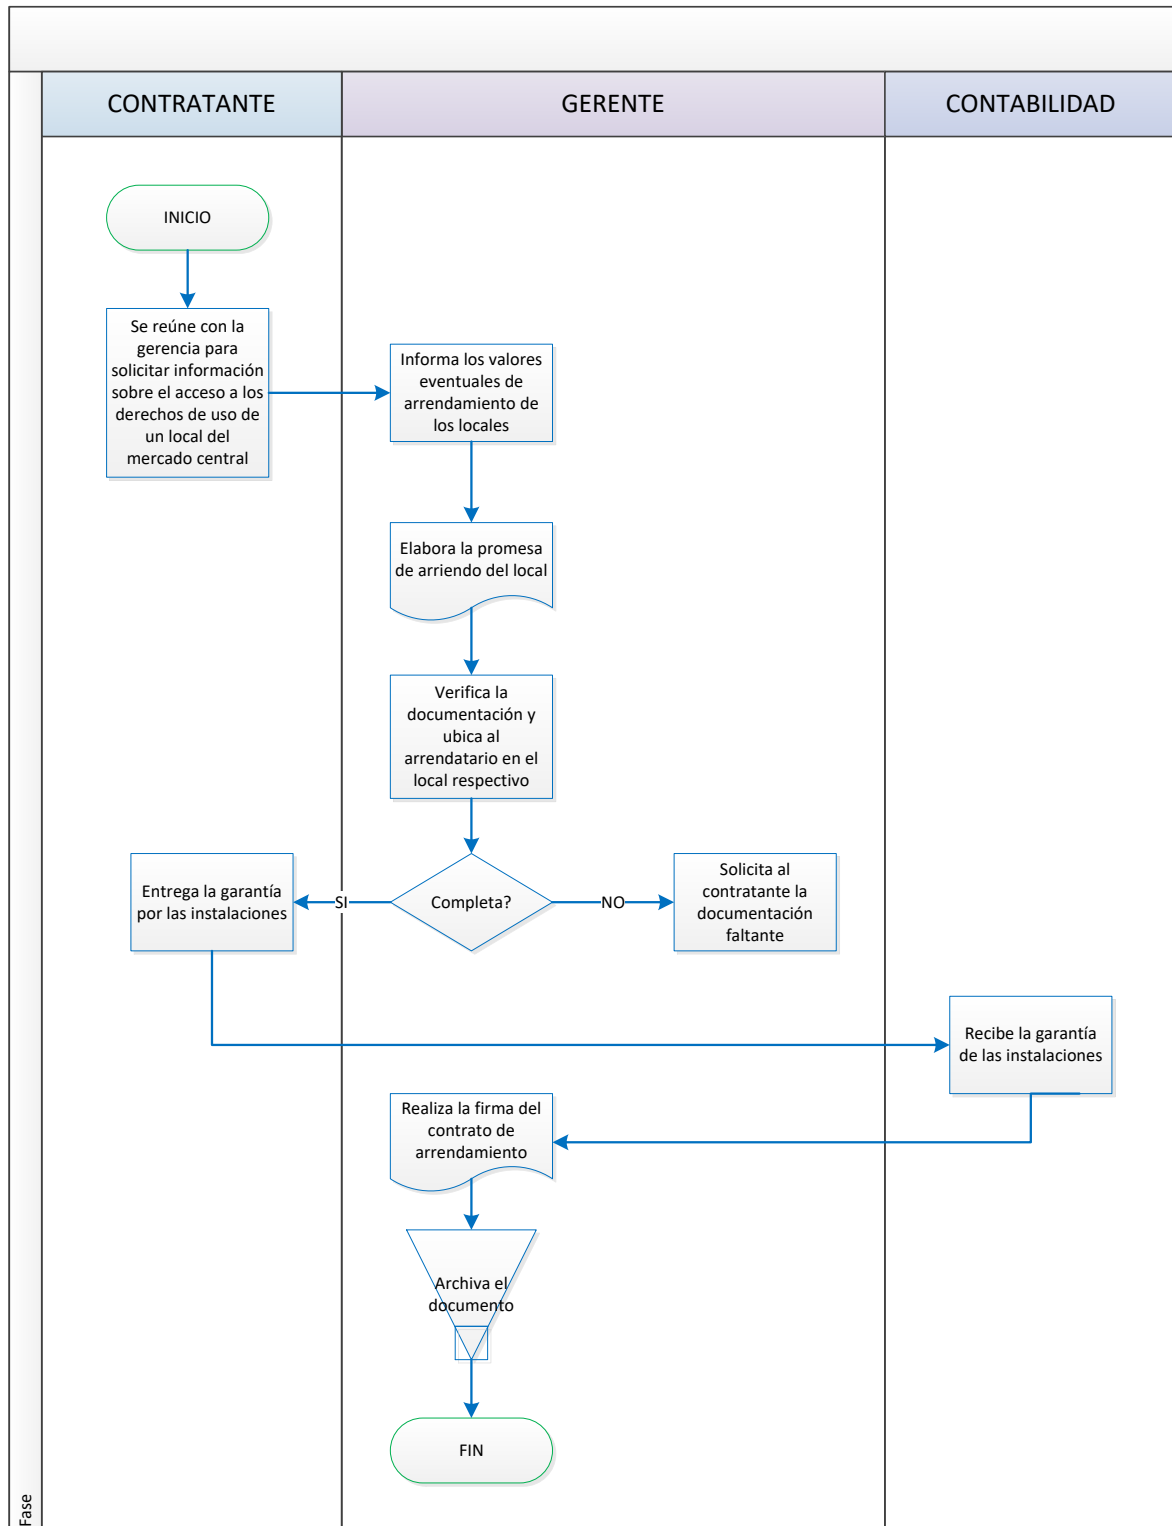 CONTRATANTE
GERENTE
CONTABILIDAD
INICIO
Se reúne con la
gerencia para
solicitar información
sobre el acceso a los
derechos de uso de
un local del
mercado central
Informa los valores
eventuales de
arrendamiento de
los locales
Elabora la promesa
de arriendo del local
Verifica la
documentación y
ubica al
arrendatario en el
local respectivo
Entrega la garantía
por las instalaciones
SI
Completa?
NO
Solicita al
contratante la
documentación
faltante
Recibe la garantía
de las instalaciones
Realiza la firma del
contrato de
arrendamiento
Archiva el
documento
FIN
Fase